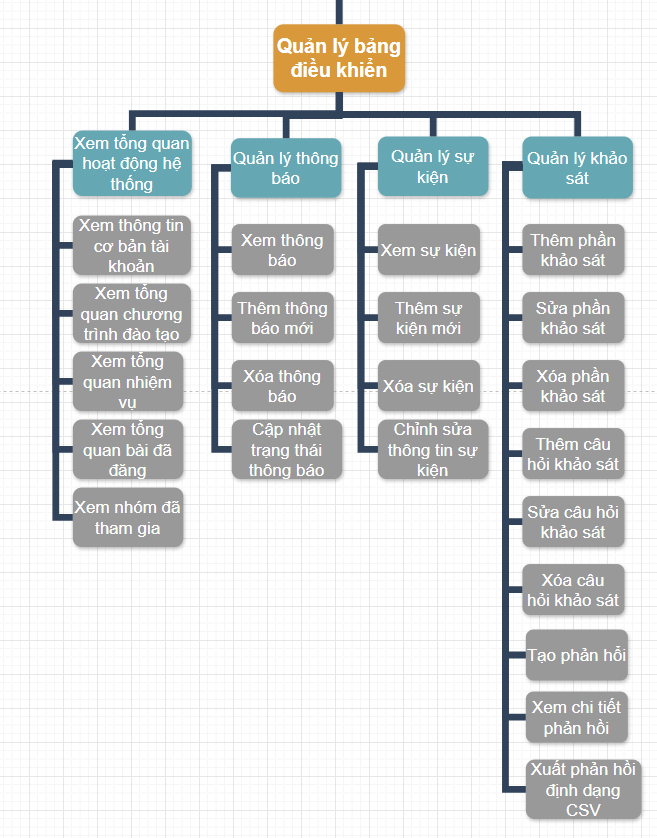 Quản lý bảng
điều khiển
Xem tổng quan
hoạt động hệ
thống
Xem thông tin
cơ bản tài
khoản
Xem tổng
quan chương
trình đào tạo
Xem tổng
quan nhiệm
vụ
Xem tổng
quan bài đã
đăng
Xem nhóm đã
tham gia
Quản lý thông
báo
Xem thông
báo
Thêm thông
báo mới
Xóa thông
báo
Cập nhật
trạng thái
thông báo
Quản lý sự
kiện
Xem sự kiện
Thêm sự
kiện mới
Xóa sự kiện
Chỉnh sửa
thông tin sự
kiện
Quản lý khảo
sát
Thêm phần
khảo sát
Sửa phần
khảo sát
Xóa phần
khảo sát
Thêm câu
hỏi khảo sát
Sửa câu hỏi
khảo sát
Xóa câu
hỏi khảo sát
Tạo phản hổi
Xem chi tiết
phản hồi
Xuất phản hồi
định dạng
CSV